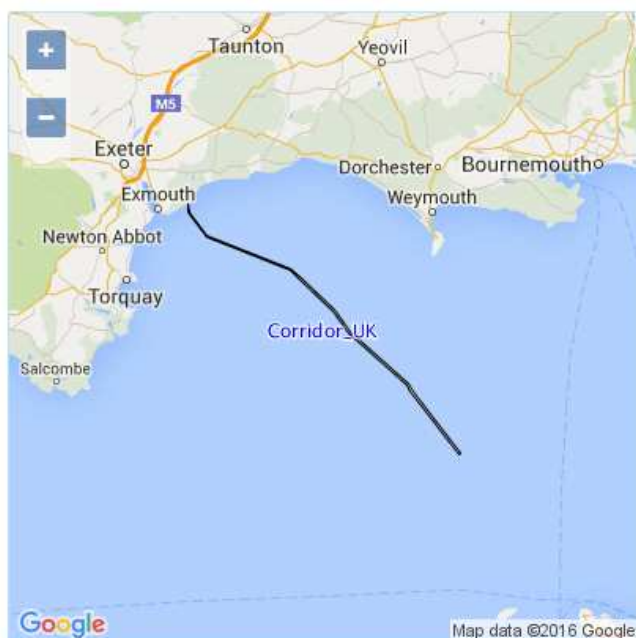 Taunton
Yeovil
+
M5
−
Exeter
Dorchester
Bournemouth
Exmouth
Weymouth
Newton Abbot
Torquay
Corridor_UK
Salcombe
Google
Map data ©2016 Google